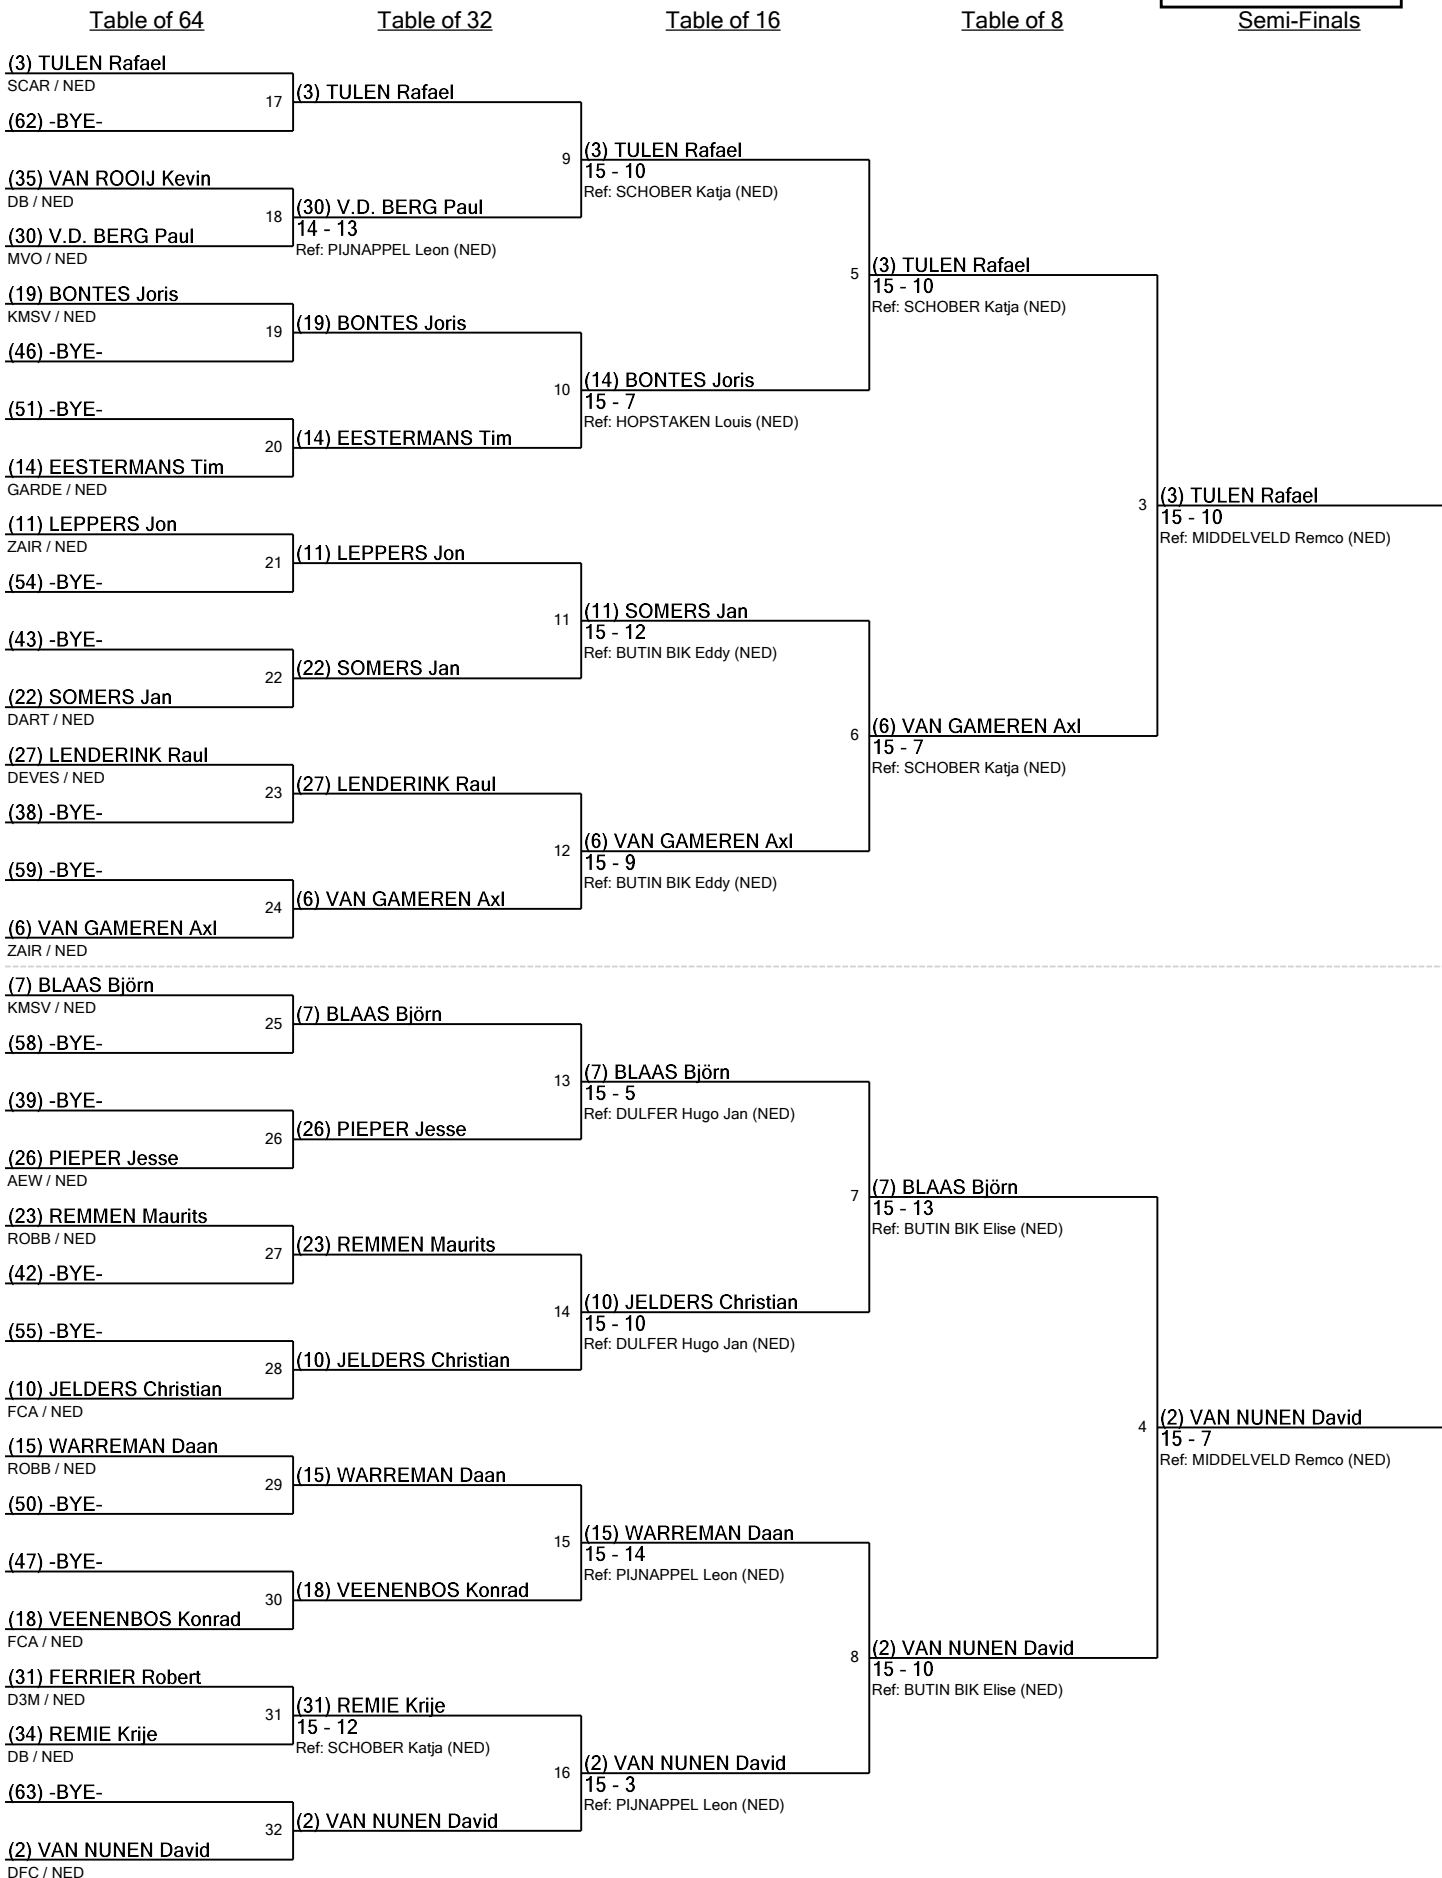 Table of 64
Table of 32
Table of 16
Table of 8
Semi-Finals
(3) TULEN Rafael
SCAR / NED
(62) -BYE-
(35) VAN ROOIJ Kevin
DB / NED
(30) V.D. BERG Paul
MVO / NED
(19) BONTES Joris
KMSV / NED
(46) -BYE-
(51) -BYE-
(14) EESTERMANS Tim
GARDE / NED
(11) LEPPERS Jon
ZAIR / NED
(54) -BYE-
(43) -BYE-
(22) SOMERS Jan
DART / NED
(27) LENDERINK Raul
DEVES / NED
(38) -BYE-
(59) -BYE-
(6) VAN GAMEREN Axl
ZAIR / NED
(7) BLAAS Björn
KMSV / NED
(58) -BYE-
(39) -BYE-
(26) PIEPER Jesse
AEW / NED
(23) REMMEN Maurits
ROBB / NED
(42) -BYE-
(55) -BYE-
(10) JELDERS Christian
FCA / NED
(15) WARREMAN Daan
ROBB / NED
(50) -BYE-
(47) -BYE-
(18) VEENENBOS Konrad
FCA / NED
(31) FERRIER Robert
D3M / NED
(34) REMIE Krije
DB / NED
(63) -BYE-
(2) VAN NUNEN David
DFC / NED
17
(3) TULEN Rafael
18
(30) V.D. BERG Paul
14 - 13
Ref: PIJNAPPEL Leon (NED)
19
(19) BONTES Joris
20
(14) EESTERMANS Tim
21
(11) LEPPERS Jon
22
(22) SOMERS Jan
23
(27) LENDERINK Raul
24
(6) VAN GAMEREN Axl
25
(7) BLAAS Björn
26
(26) PIEPER Jesse
27
(23) REMMEN Maurits
28
(10) JELDERS Christian
29
(15) WARREMAN Daan
30
(18) VEENENBOS Konrad
31
(31) REMIE Krije
15 - 12
Ref: SCHOBER Katja (NED)
32
(2) VAN NUNEN David
9
(3) TULEN Rafael
15 - 10
Ref: SCHOBER Katja (NED)
10
(14) BONTES Joris
15 - 7
Ref: HOPSTAKEN Louis (NED)
11
(11) SOMERS Jan
15 - 12
Ref: BUTIN BIK Eddy (NED)
12
(6) VAN GAMEREN Axl
15 - 9
Ref: BUTIN BIK Eddy (NED)
13
(7) BLAAS Björn
15 - 5
Ref: DULFER Hugo Jan (NED)
14
(10) JELDERS Christian
15 - 10
Ref: DULFER Hugo Jan (NED)
15
(15) WARREMAN Daan
15 - 14
Ref: PIJNAPPEL Leon (NED)
16
(2) VAN NUNEN David
15 - 3
Ref: PIJNAPPEL Leon (NED)
5
(3) TULEN Rafael
15 - 10
Ref: SCHOBER Katja (NED)
6
(6) VAN GAMEREN Axl
15 - 7
Ref: SCHOBER Katja (NED)
7
(7) BLAAS Björn
15 - 13
Ref: BUTIN BIK Elise (NED)
8
(2) VAN NUNEN David
15 - 10
Ref: BUTIN BIK Elise (NED)
3
(3) TULEN Rafael
15 - 10
Ref: MIDDELVELD Remco (NED)
4
(2) VAN NUNEN David
15 - 7
Ref: MIDDELVELD Remco (NED)